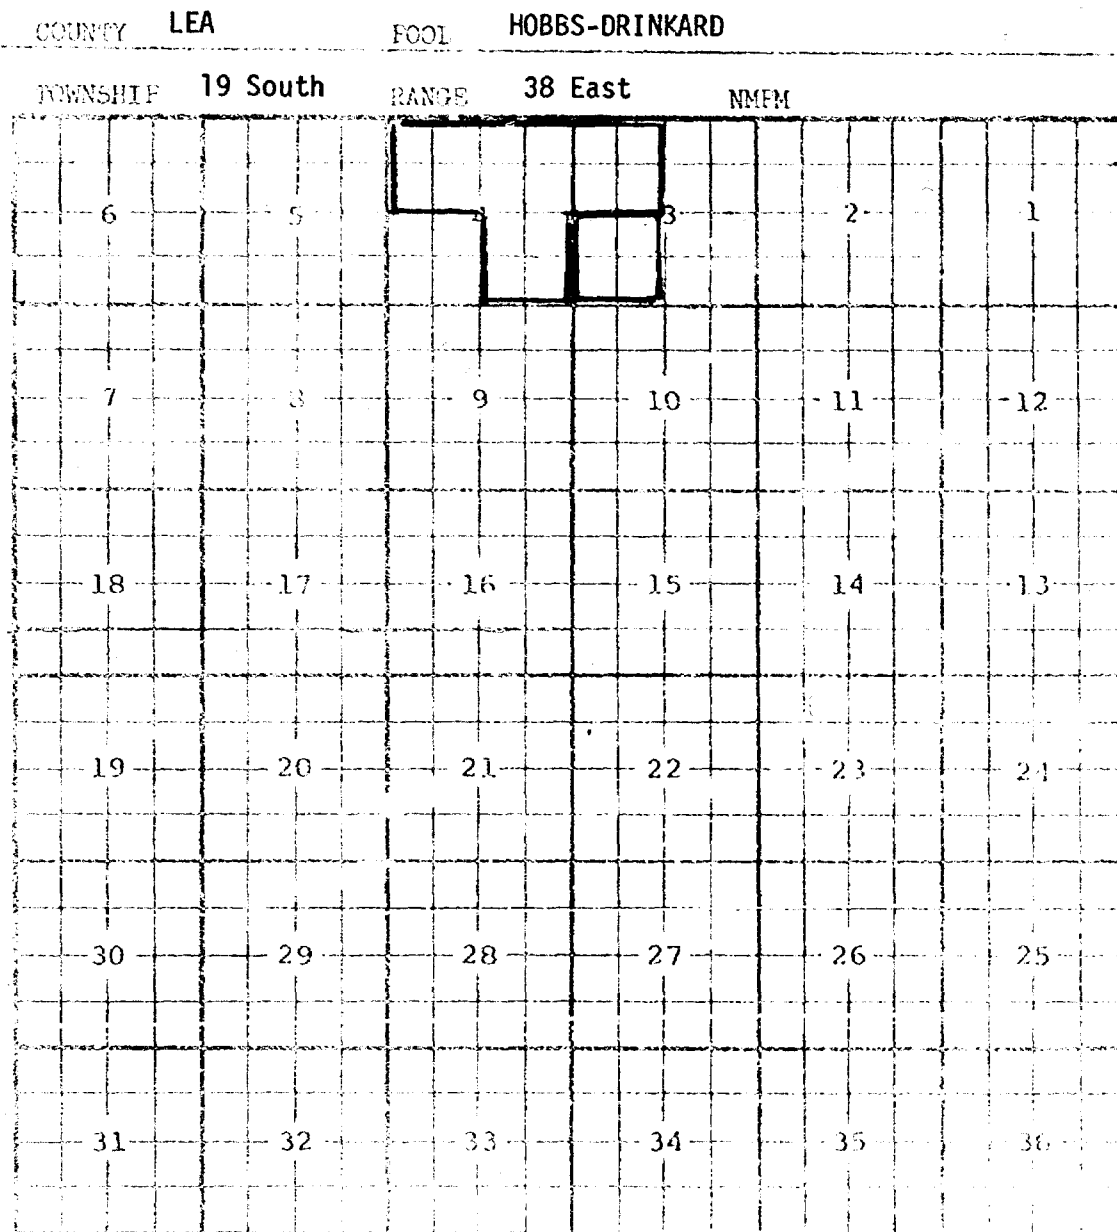 COUNTY LEA POOL HOBBS-DRINKARD
TOWNSHIP 19 South RANGE 38 East NMPM
6 5 4 3 2 1
7 8 9 10 11 12
18 17 16 15 14 13
19 20 21 22 23 24
30 29 28 27 26 25
31 32 33 34 35 36